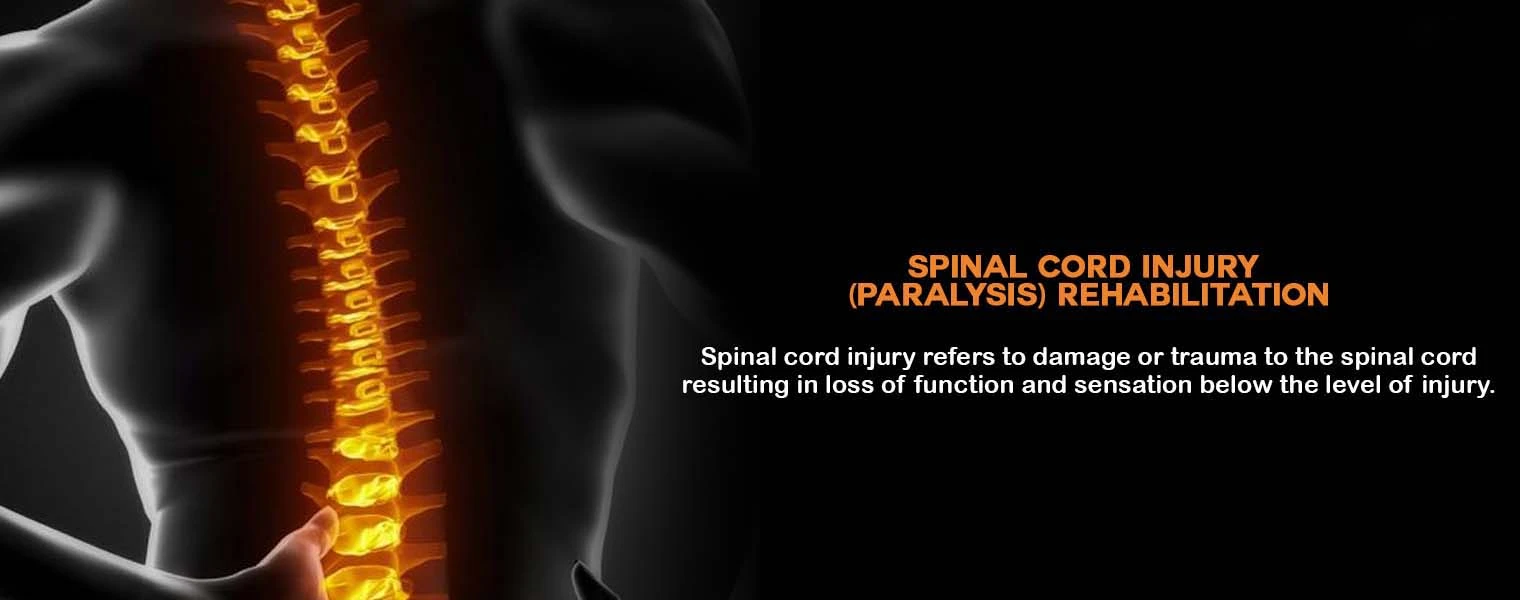 SPINAL CORD INJURY
(PARALYSIS) REHABILITATION
Spinal cord injury refers to damage or trauma to the spinal cord
resulting in loss of function and sensation below the level of injury.